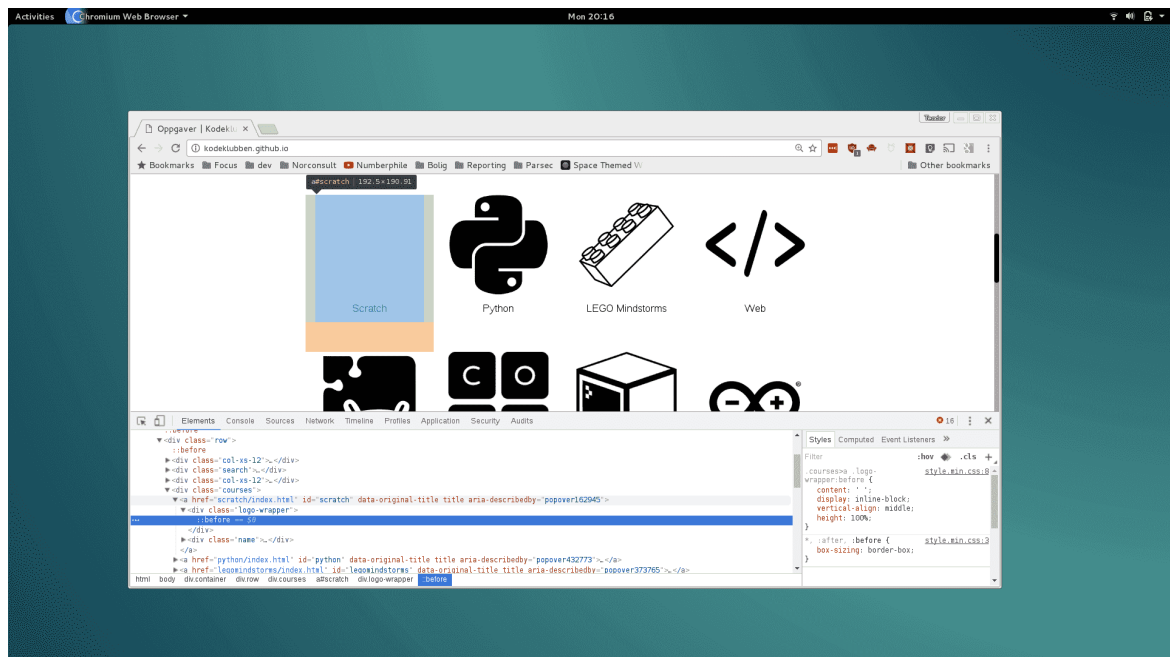 Activities Chromium Web Browser Mon 20:16
Oppgaver | Kodeklu
kodeklubben.github.io
Bookmarks Focus dev Norconsult Numberphile Bolig Reporting Parsec Space Themed W Other bookmarks
a#scratch 192.5×190.91
Scratch Python LEGO Mindstorms Web
C O
Elements Console Sources Network Timeline Profiles Application Security Audits 16
::before
▼<div class="row">
::before
▶<div class="col-xs-12">…</div>
▶<div class="search">…</div>
▶<div class="col-xs-12">…</div>
▼<div class="courses">
▼<a href="scratch/index.html" id="scratch" data-original-title title aria-describedby="popover162945">
▼<div class="logo-wrapper">
::before == $0
</div>
▶<div class="name">…</div>
</a>
▶<a href="python/index.html" id="python" data-original-title title aria-describedby="popover432773">…</a>
▶<a href="legomindstorms/index.html" id="legomindstorms" data-original-title title aria-describedby="popover373765">…</a>
html body div.container div.row div.courses a#scratch div.logo-wrapper ::before
Styles Computed Event Listeners »
Filter :hov .cls +
.courses>a .logo- style.min.css:8
wrapper:before {
content: ' ';
display: inline-block;
vertical-align: middle;
height: 100%;
}
*, :after, :before { style.min.css:3
box-sizing: border-box;
}